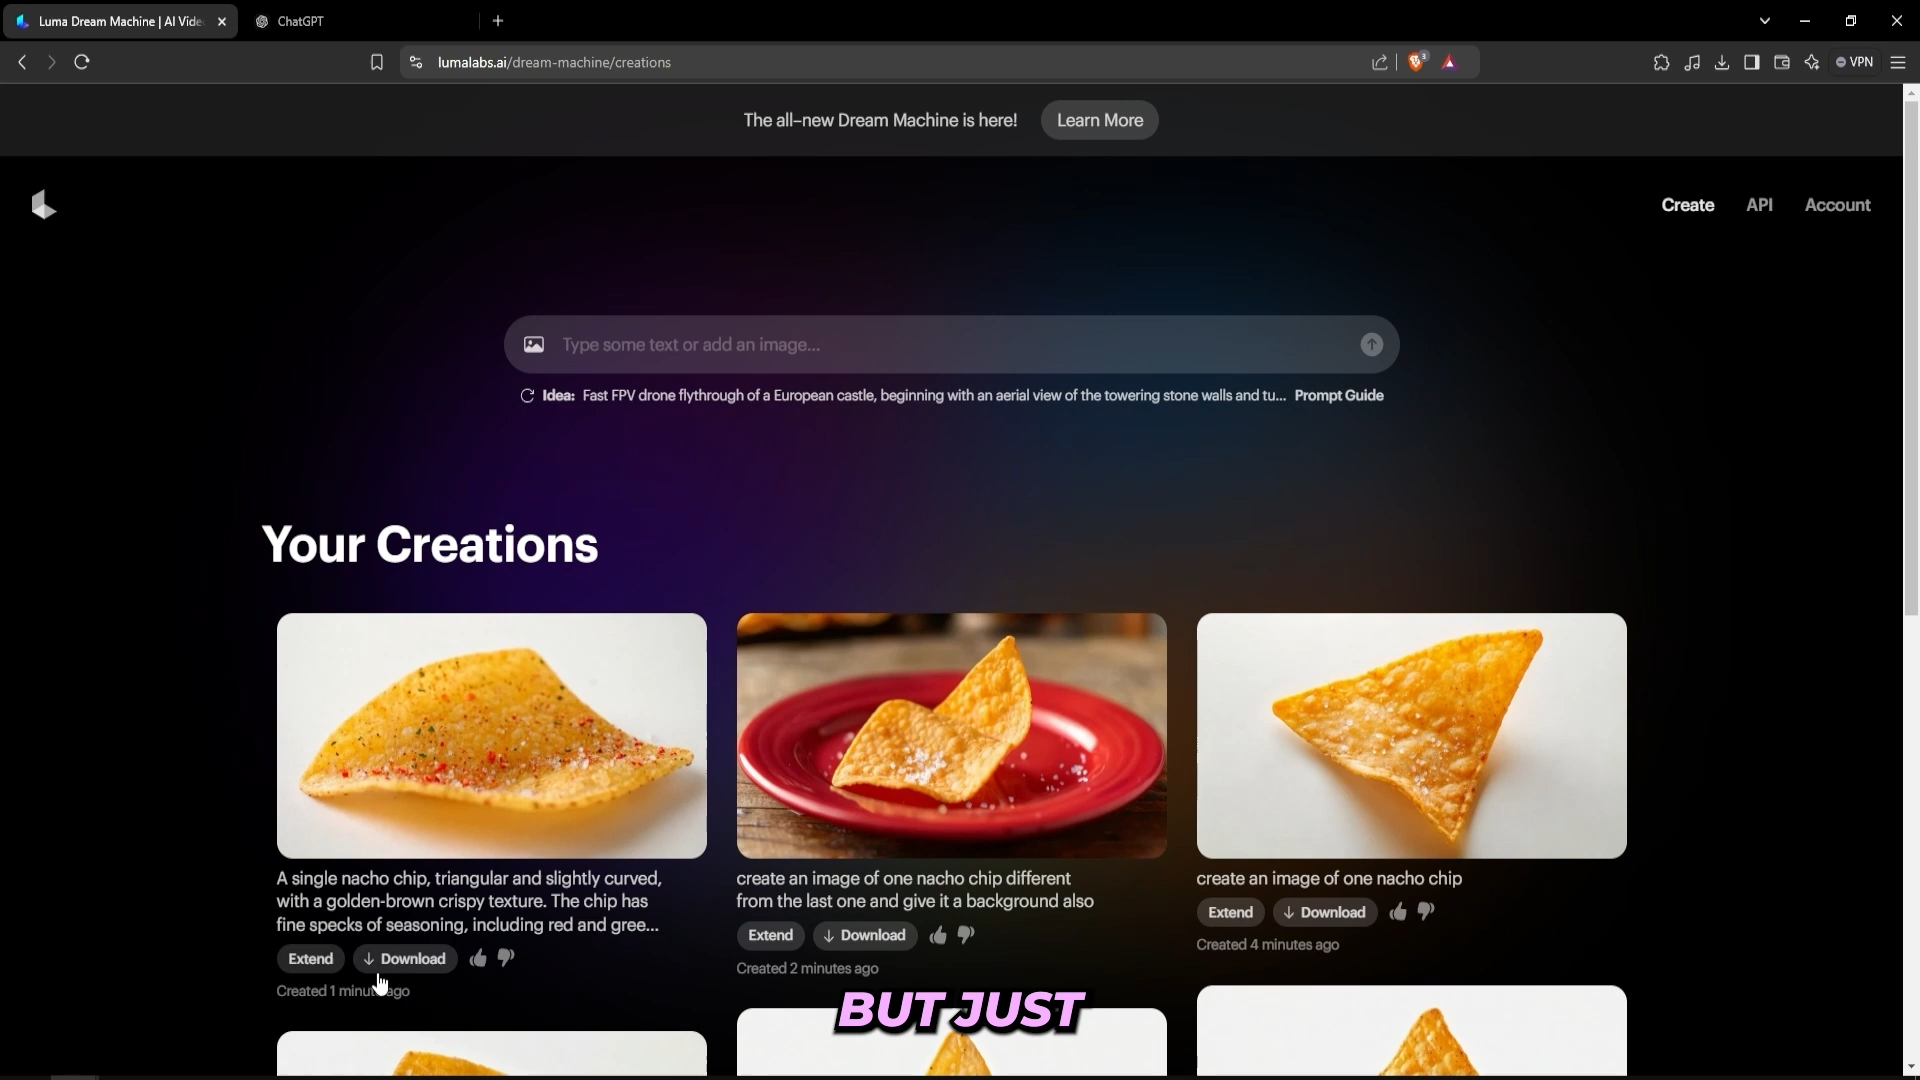 Luma Dream Machine | AI Vide
ChatGPT
lumalabs.ai/dream-machine/creations
3
VPN
The all-new Dream Machine is here!
Learn More
Create
API
Account
Type some text or add an image...
Idea: Fast FPV drone flythrough of a European castle, beginning with an aerial view of the towering stone walls and tu... Prompt Guide
Your Creations
A single nacho chip, triangular and slightly curved,
with a golden-brown crispy texture. The chip has
fine specks of seasoning, including red and gree...
Extend
Download
Created 1 minute ago
create an image of one nacho chip different
from the last one and give it a background also
Extend
Download
Created 2 minutes ago
create an image of one nacho chip
Extend
Download
Created 4 minutes ago
BUT JUST